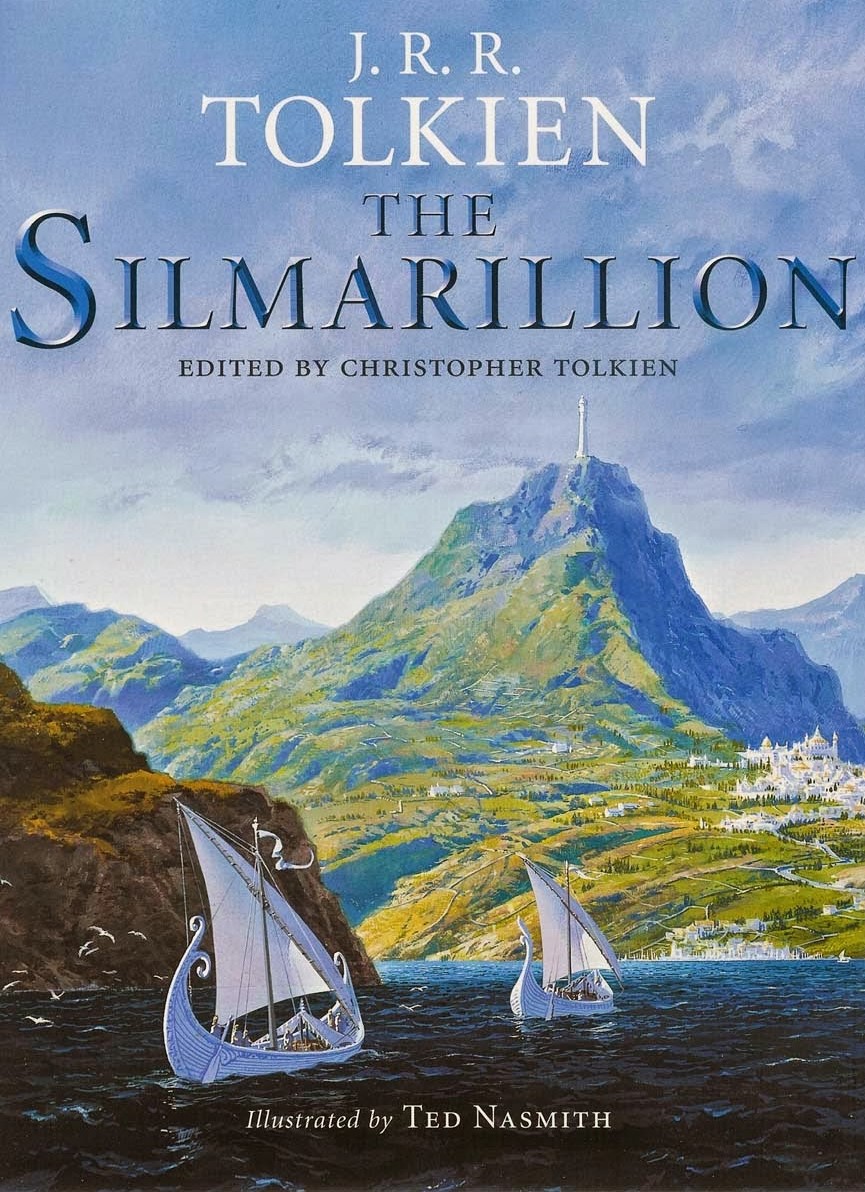 J. R. R.
TOLKIEN
THE
SILMARILLION
EDITED BY CHRISTOPHER TOLKIEN
Illustrated by TED NASMITH